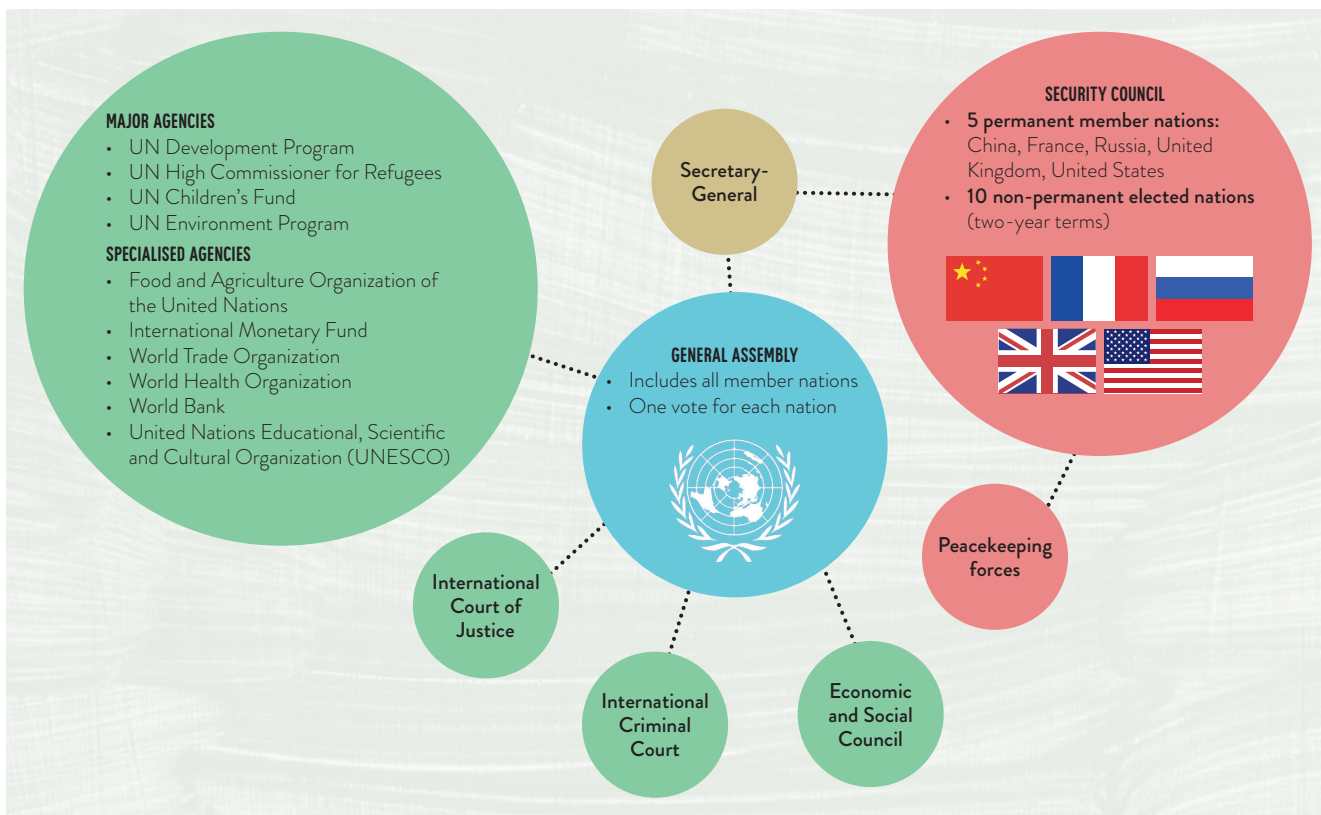 MAJOR AGENCIES
• UN Development Program
• UN High Commissioner for Refugees
• UN Children's Fund
• UN Environment Program
SPECIALISED AGENCIES
• Food and Agriculture Organization of
the United Nations
• International Monetary Fund
• World Trade Organization
• World Health Organization
• World Bank
• United Nations Educational, Scientific
and Cultural Organization (UNESCO)
Secretary-
General
SECURITY COUNCIL
• 5 permanent member nations:
China, France, Russia, United
Kingdom, United States
• 10 non-permanent elected nations
(two-year terms)
GENERAL ASSEMBLY
• Includes all member nations
• One vote for each nation
Peacekeeping
forces
International
Court of
Justice
International
Criminal
Court
Economic
and Social
Council